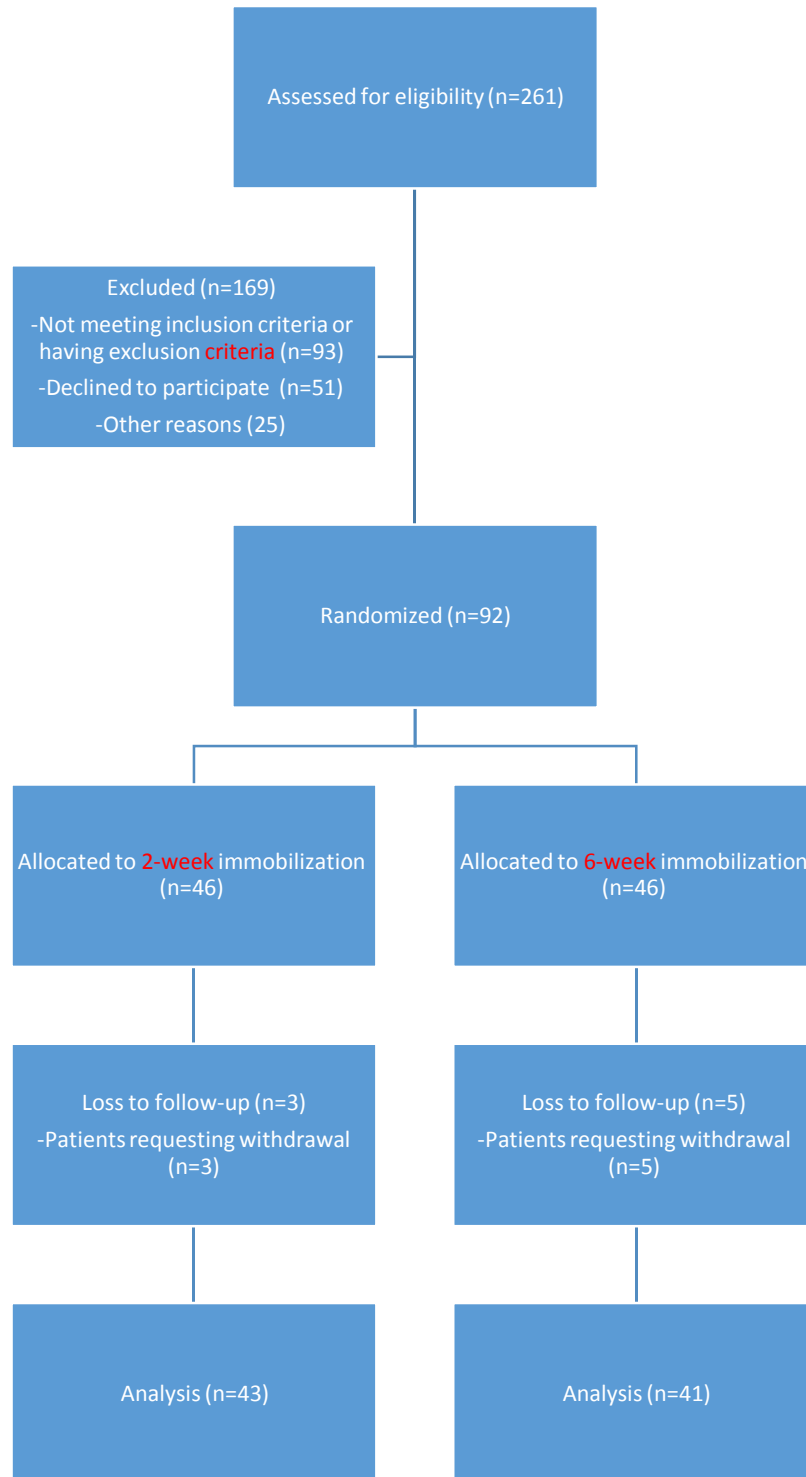 Assessed for eligibility (n=261)
Excluded (n=169)
-Not meeting inclusion criteria or
having exclusion criteria (n=93)
-Declined to participate (n=51)
-Other reasons (25)
Randomized (n=92)
Allocated to 2-week immobilization
(n=46)
Allocated to 6-week immobilization
(n=46)
Loss to follow-up (n=3)
-Patients requesting withdrawal
(n=3)
Loss to follow-up (n=5)
-Patients requesting withdrawal
(n=5)
Analysis (n=43)
Analysis (n=41)